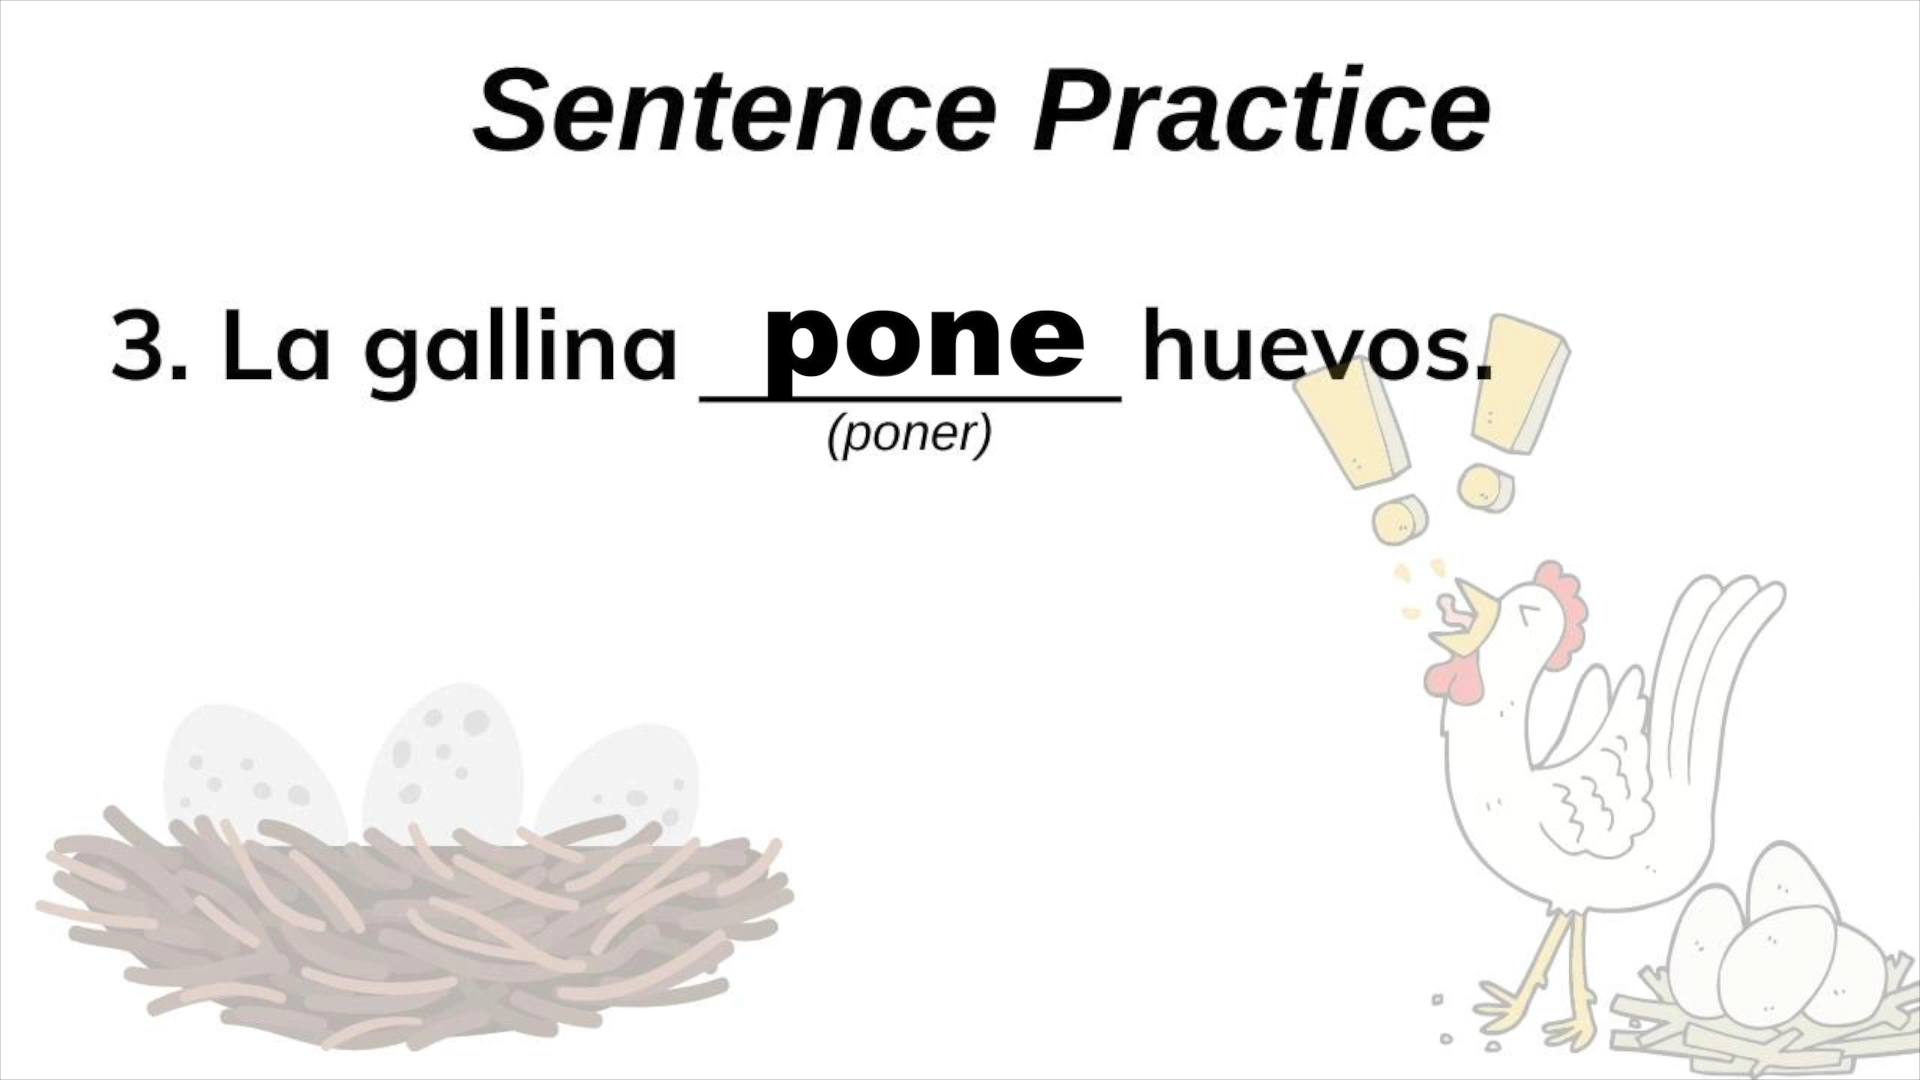 Sentence Practice
3. La gallina pone huevos.
(poner)